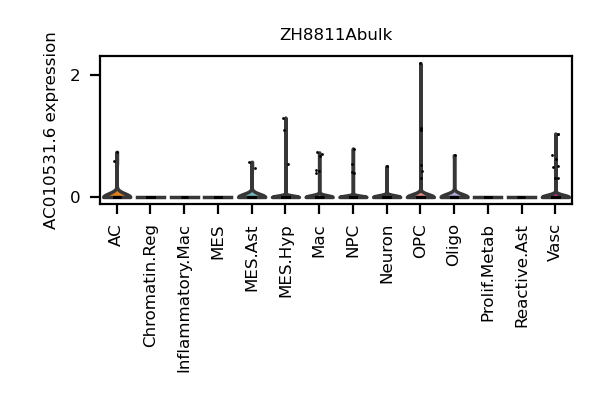 ZH8811Abulk
AC010531.6 expression
2
0
AC
Chromatin.Reg
Inflammatory.Mac
MES
MES.Ast
MES.Hyp
Mac
NPC
Neuron
OPC
Oligo
Prolif.Metab
Reactive.Ast
Vasc